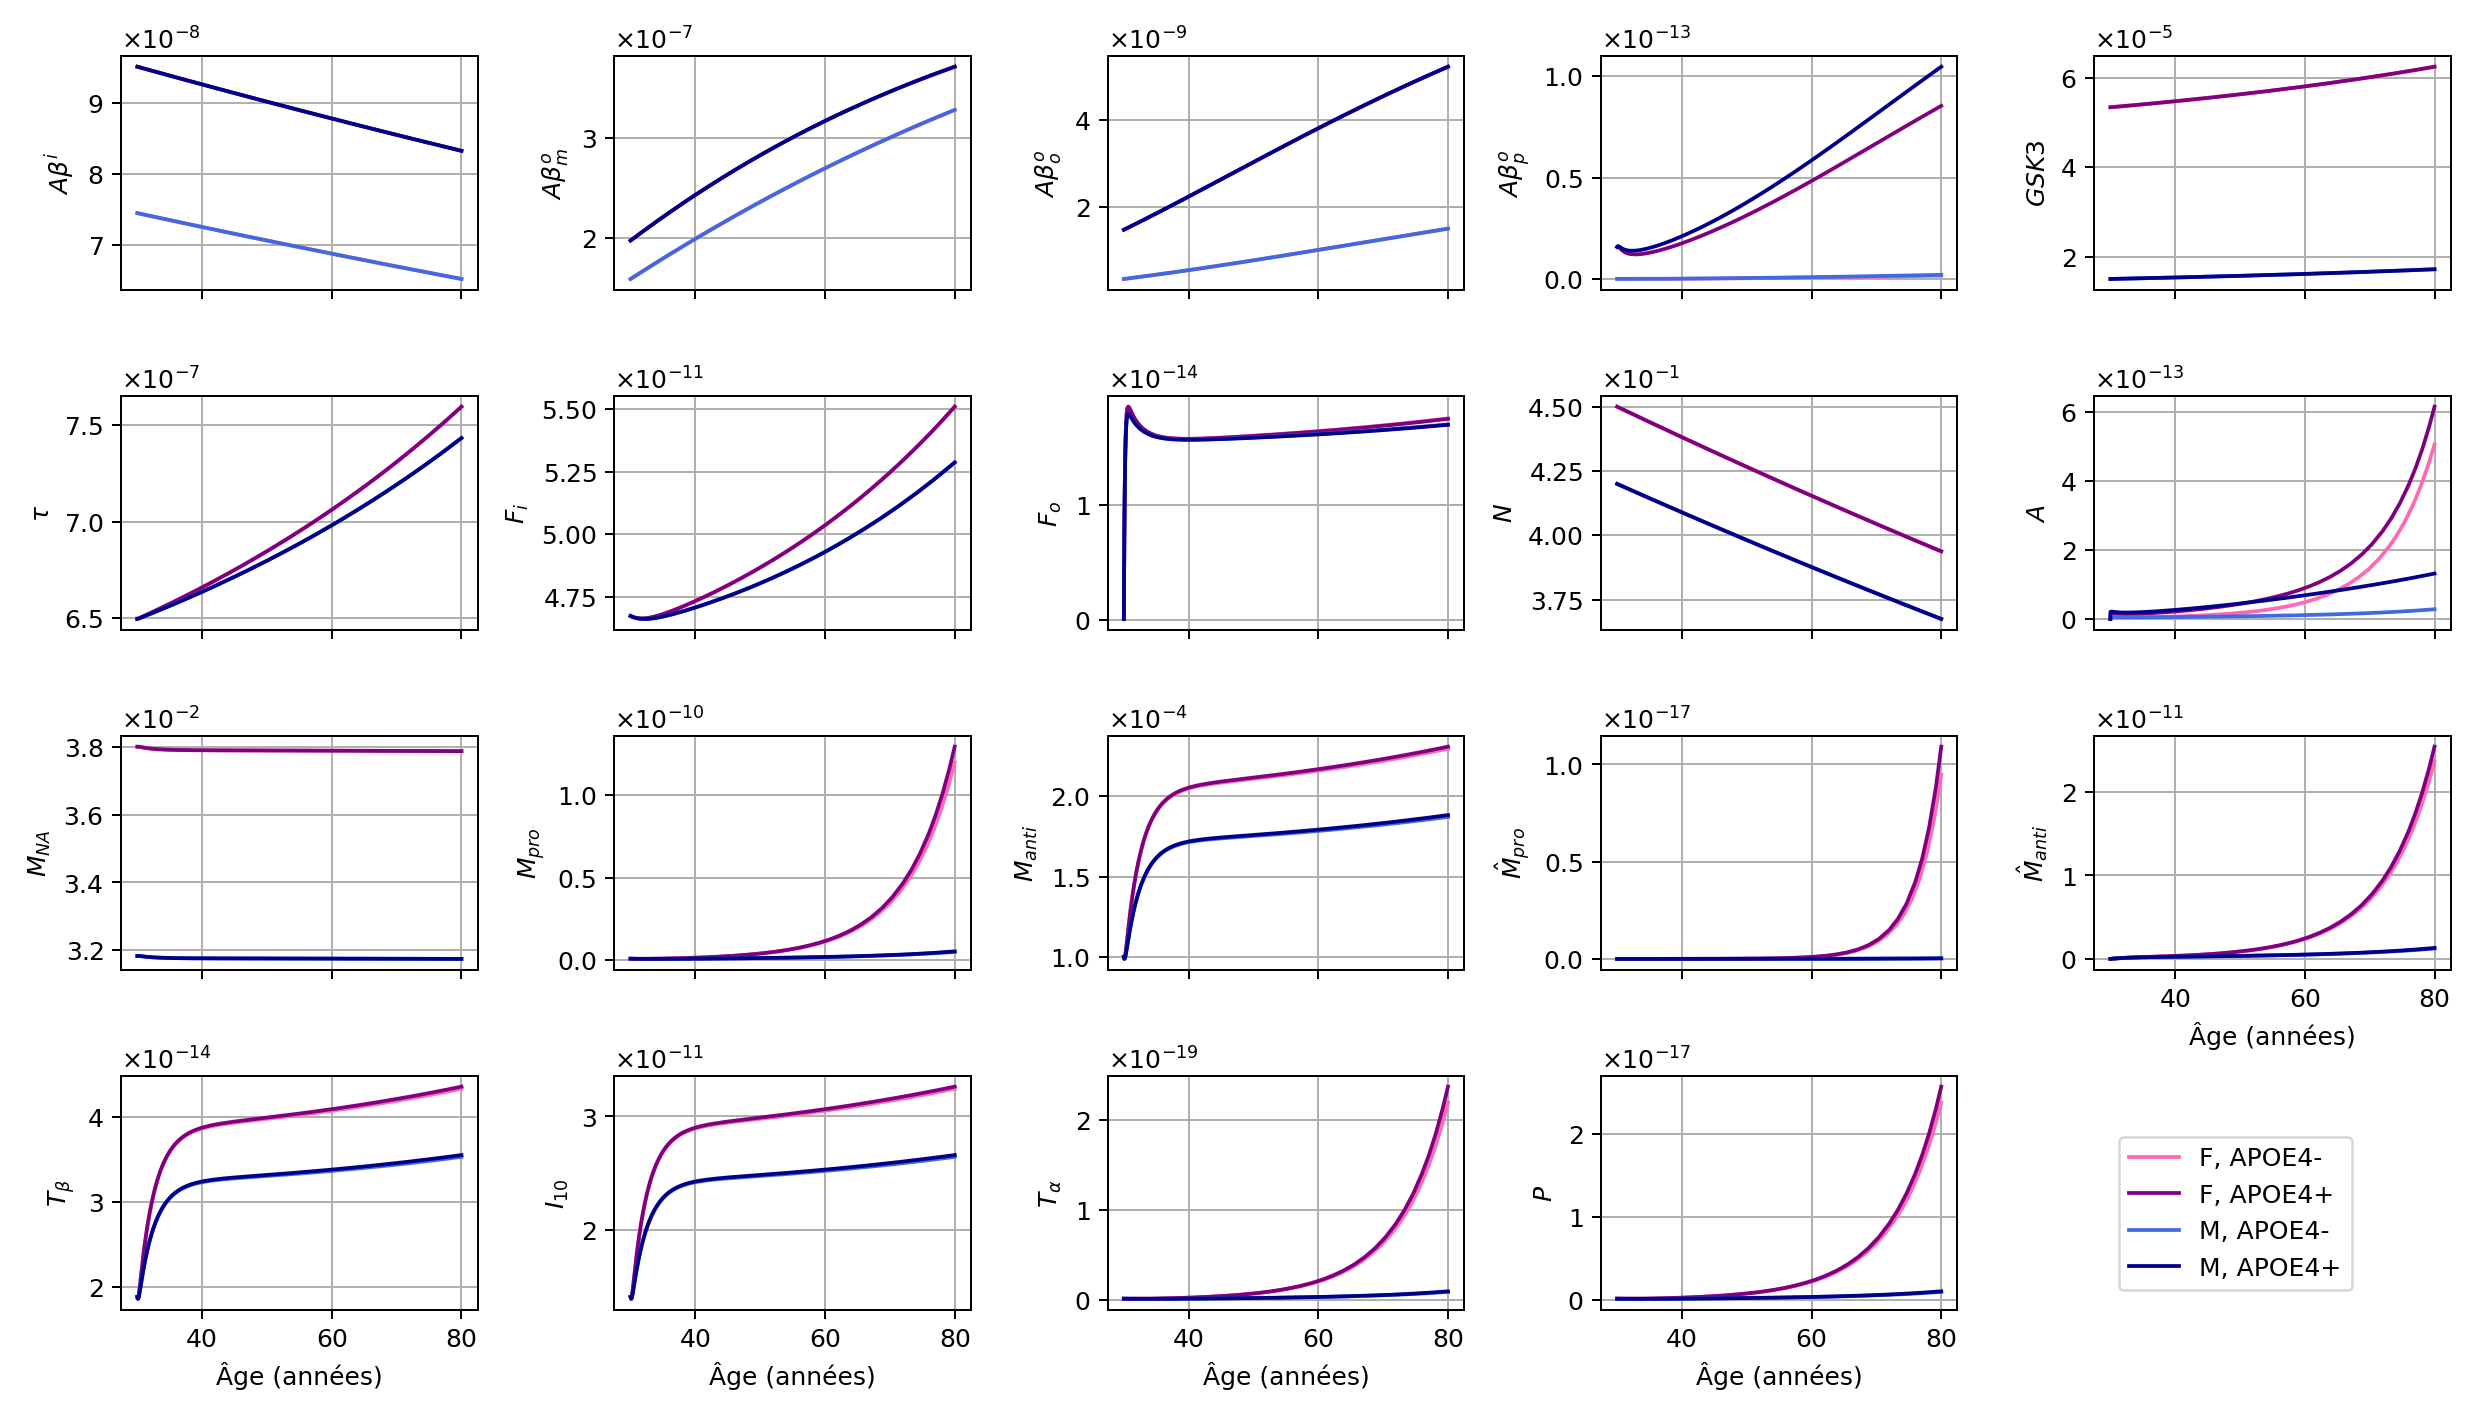 ×10⁻⁸ ×10⁻⁷ ×10⁻⁹ ×10⁻¹³ ×10⁻⁵
Aβⁱ 9 8 7
Aβₘᵒ 3 2
Aβₒᵒ 4 2
Aβₚᵒ 1.0 0.5 0.0
GSK3 6 4 2
×10⁻⁷ ×10⁻¹¹ ×10⁻¹⁴ ×10⁻¹ ×10⁻¹³
τ 7.5 7.0 6.5
Fᵢ 5.50 5.25 5.00 4.75
Fₒ 1 0
N 4.50 4.25 4.00 3.75
A 6 4 2 0
×10⁻² ×10⁻¹⁰ ×10⁻⁴ ×10⁻¹⁷ ×10⁻¹¹
M_NA 3.8 3.6 3.4 3.2
M_pro 1.0 0.5 0.0
M_anti 2.0 1.5 1.0
M̂_pro 1.0 0.5 0.0
M̂_anti 2 1 0
40 60 80
Âge (années)
×10⁻¹⁴ ×10⁻¹¹ ×10⁻¹⁹ ×10⁻¹⁷
T_β 4 3 2
I₁₀ 3 2
T_α 2 1 0
P 2 1 0
40 60 80 40 60 80 40 60 80 40 60 80
Âge (années) Âge (années) Âge (années) Âge (années)
F, APOE4-
F, APOE4+
M, APOE4-
M, APOE4+